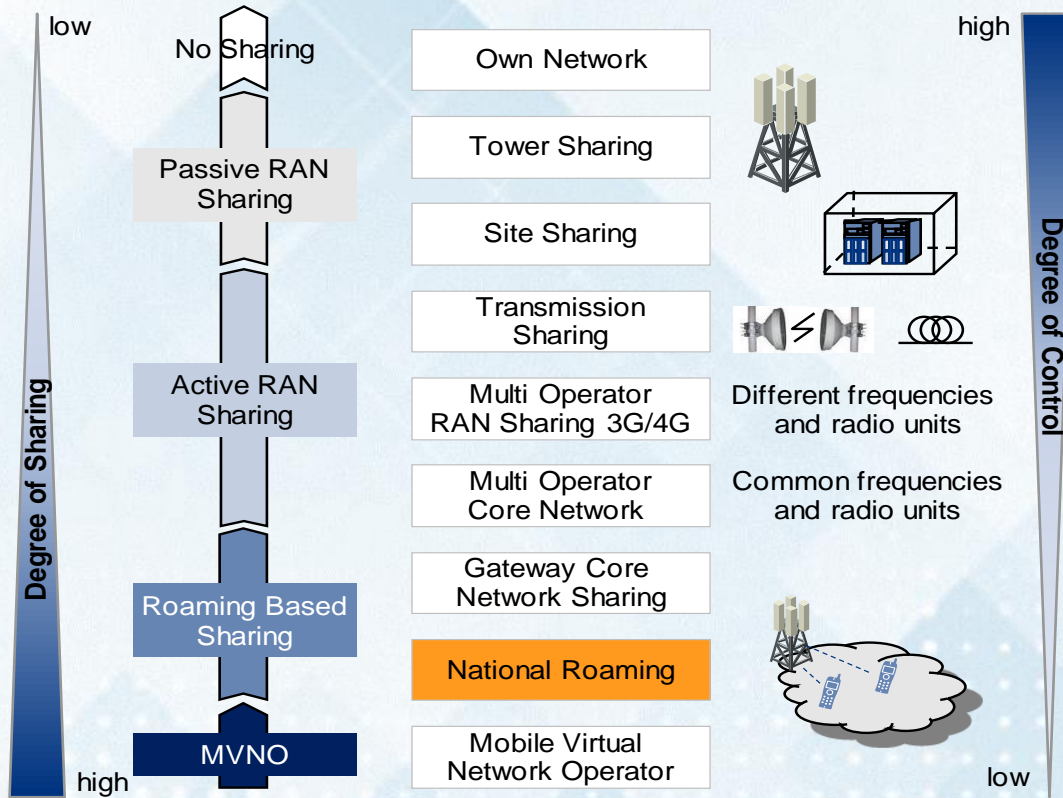 low
high
No Sharing
Own Network
Passive RAN
Sharing
Tower Sharing
Site Sharing
Transmission
Sharing
Active RAN
Sharing
Multi Operator
RAN Sharing 3G/4G
Different frequencies
and radio units
Multi Operator
Core Network
Common frequencies
and radio units
Gateway Core
Network Sharing
Roaming Based
Sharing
National Roaming
MVNO
Mobile Virtual
Network Operator
high
low
Degree of Sharing
Degree of Control